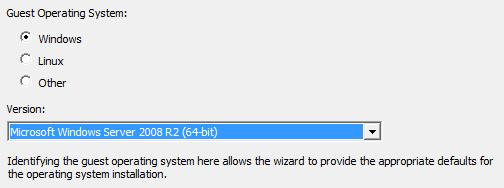 Guest Operating System:
Windows
Linux
Other
Version:
Microsoft Windows Server 2008 R2 (64-bit)
Identifying the guest operating system here allows the wizard to provide the appropriate defaults for
the operating system installation.